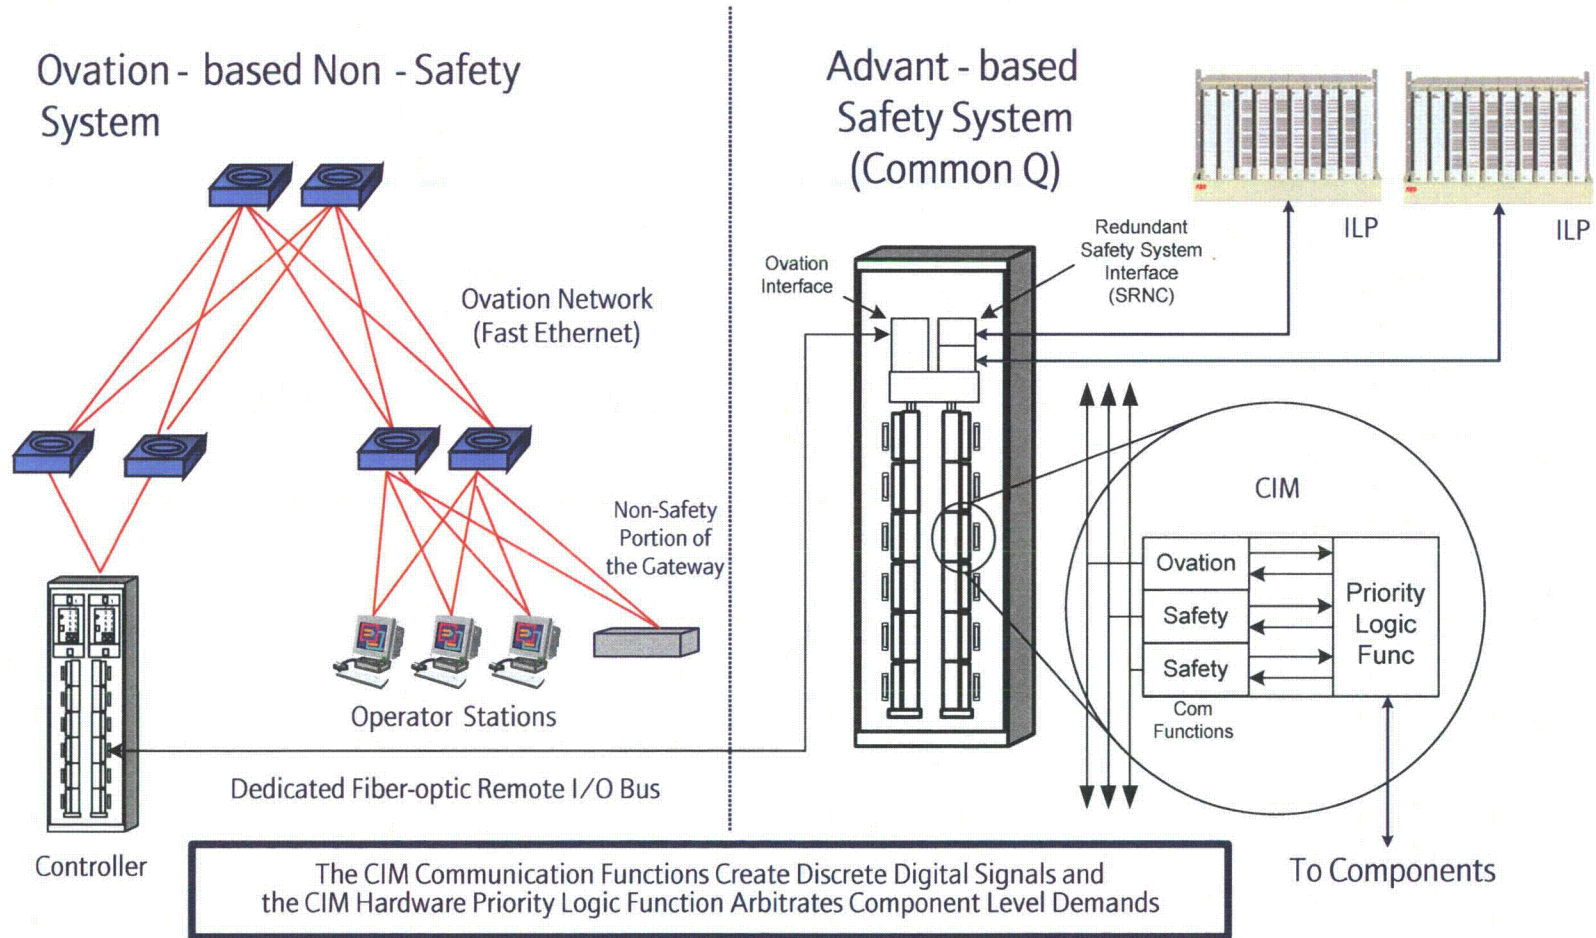 Ovation - based Non - Safety
System
Advant - based
Safety System
(Common Q)
ILP
ILP
Redundant
Safety System
Interface
(SRNC)
Ovation
Interface
Ovation Network
(Fast Ethernet)
Non-Safety
Portion of
the Gateway
CIM
Ovation
Safety
Safety
Priority
Logic
Func
Com
Functions
Operator Stations
Dedicated Fiber-optic Remote I/O Bus
Controller
To Components
The CIM Communication Functions Create Discrete Digital Signals and
the CIM Hardware Priority Logic Function Arbitrates Component Level Demands